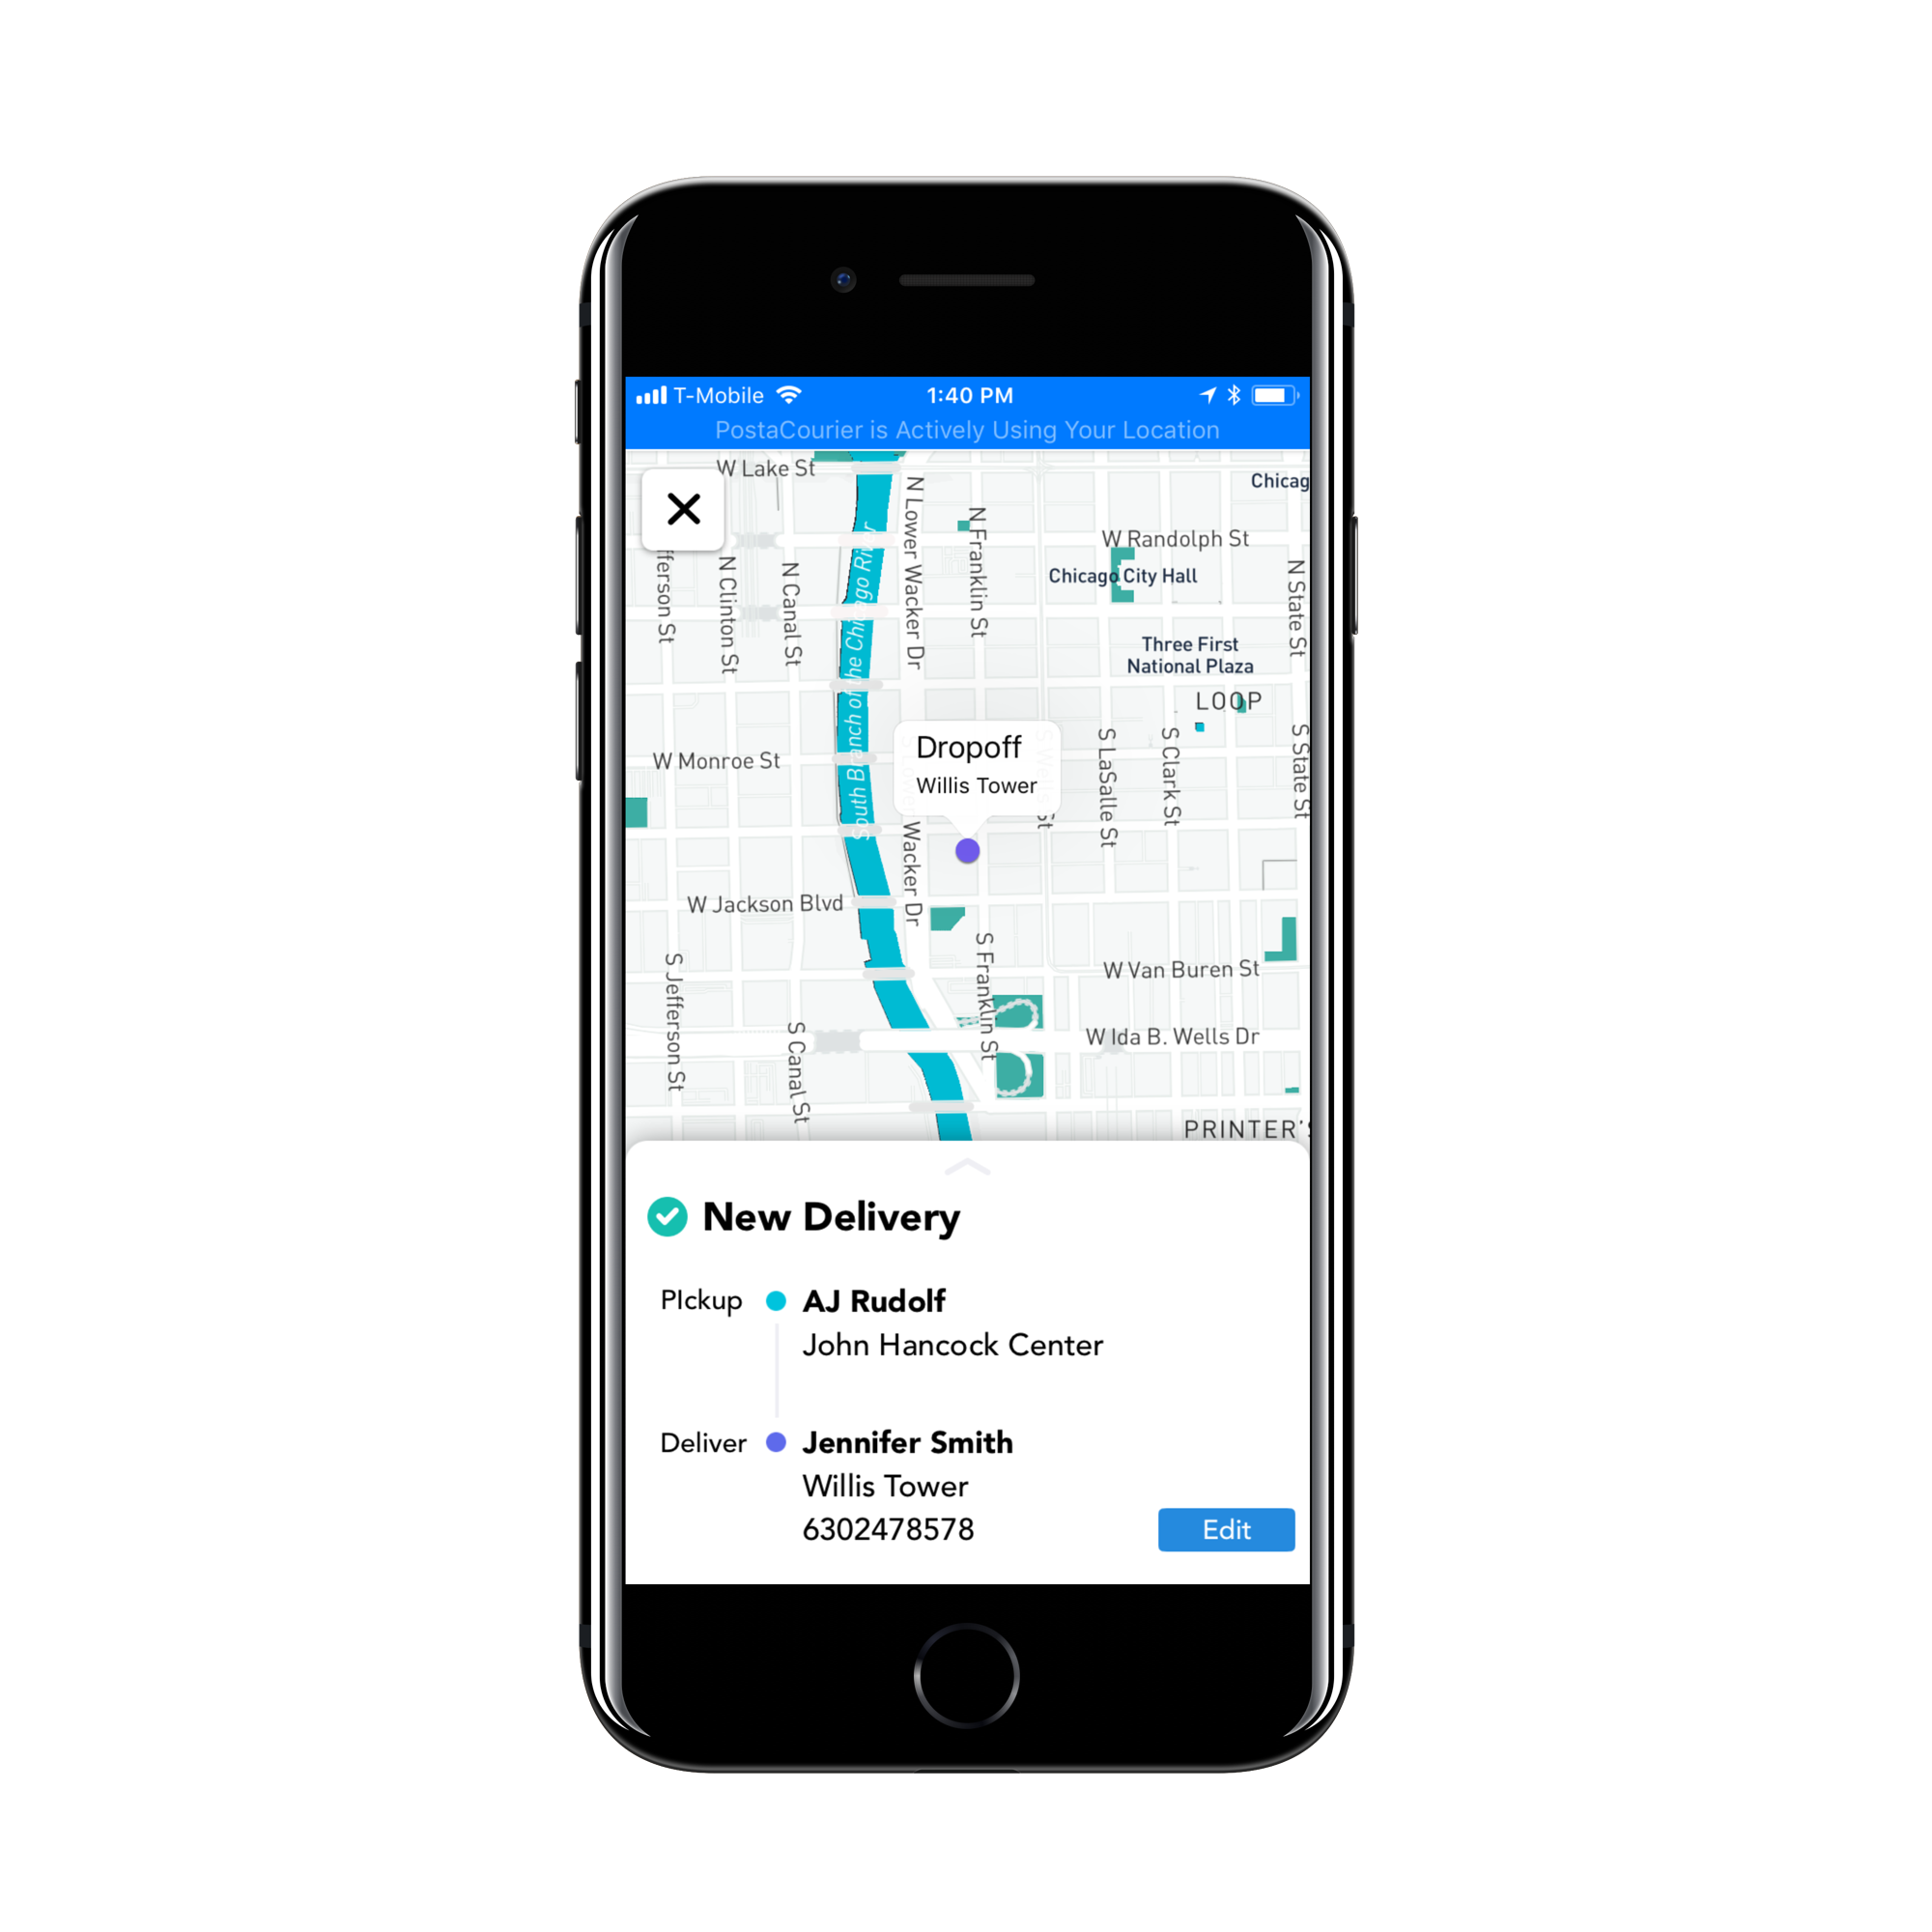 T-Mobile 1:40 PM
PostaCourier is Actively Using Your Location
W Lake St
Chicag
N Lower Wacker Dr
N Franklin St
W Randolph St
Chicago City Hall
South Branch of the Chicago River
fferson St
N Clinton St
N Canal St
N State St
Three First
National Plaza
LOOP
W Monroe St
Dropoff
Willis Tower
S LaSalle St
S Clark St
S State St
Wacker Dr
W Jackson Blvd
S Jefferson St
S Franklin St
W Van Buren St
S Canal St
W Ida B. Wells Dr
PRINTER'S
New Delivery
PIckup AJ Rudolf
John Hancock Center
Deliver Jennifer Smith
Willis Tower
6302478578
Edit